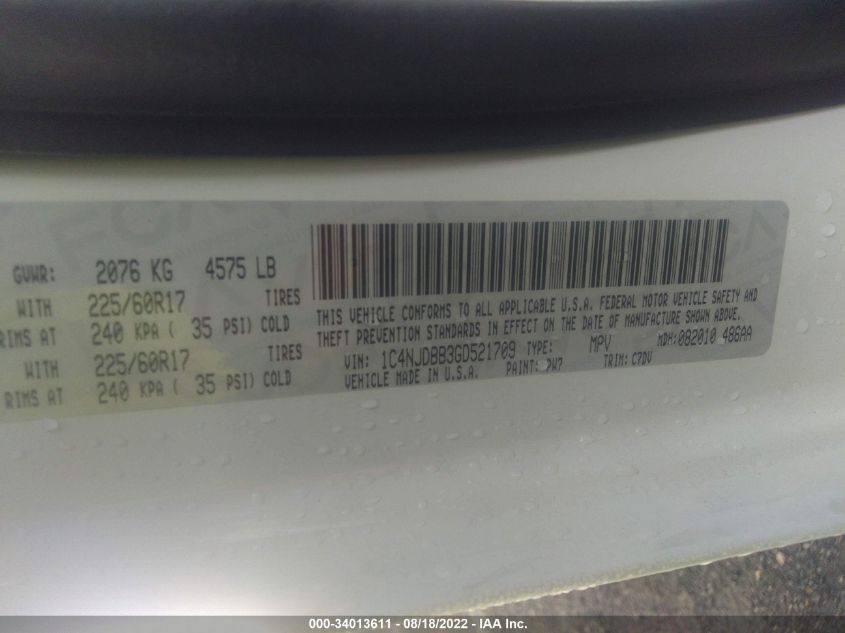 GVWR: 2076 KG 4575 LB
WITH 225/60R17 TIRES
RIMS AT 240 KPA ( 35 PSI) COLD
WITH 225/60R17 TIRES
RIMS AT 240 KPA ( 35 PSI) COLD
THIS VEHICLE CONFORMS TO ALL APPLICABLE U.S.A. FEDERAL MOTOR VEHICLE SAFETY AND
THEFT PREVENTION STANDARDS IN EFFECT ON THE DATE OF MANUFACTURE SHOWN ABOVE.
VIN: 1C4NJDBB3GD521709 TYPE: MPV MDH:082010 486AA
VEHICLE MADE IN U.S.A. PAINT: PW7 TRIM: C7DV
000-34013611 - 08/18/2022 - IAA Inc.